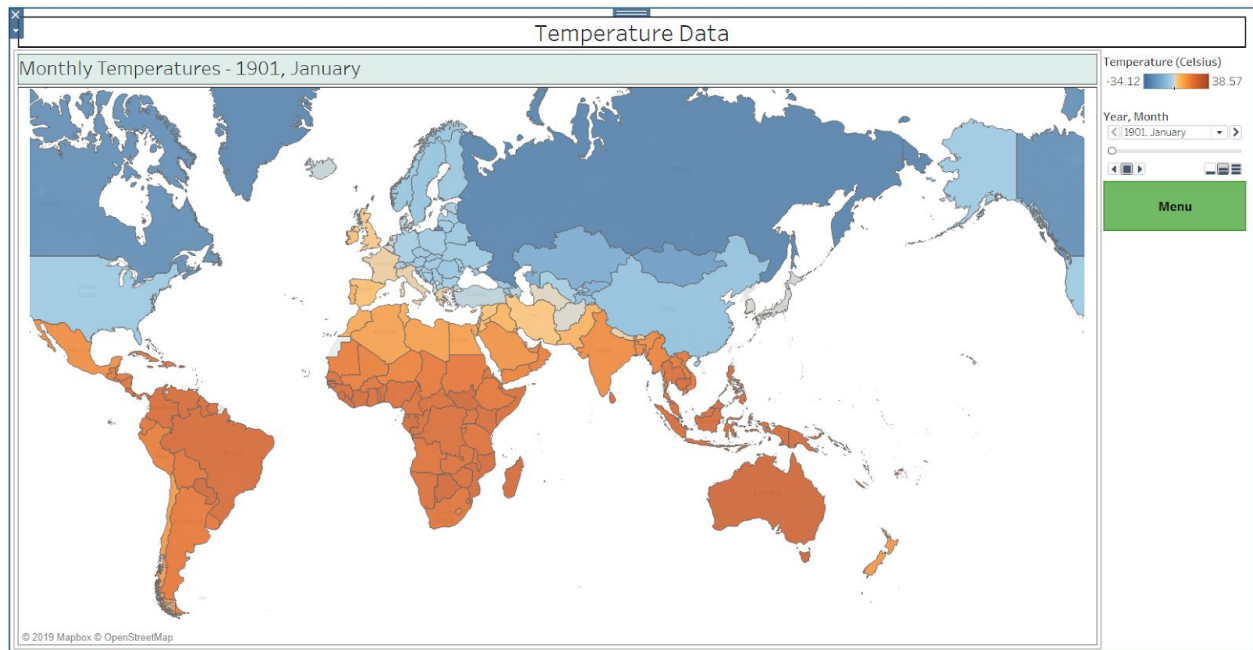 Temperature Data
Monthly Temperatures - 1901, January
Temperature (Celsius)
-34.12 38.57
Year, Month
1901, January
Menu
Australia
© 2019 Mapbox © OpenStreetMap